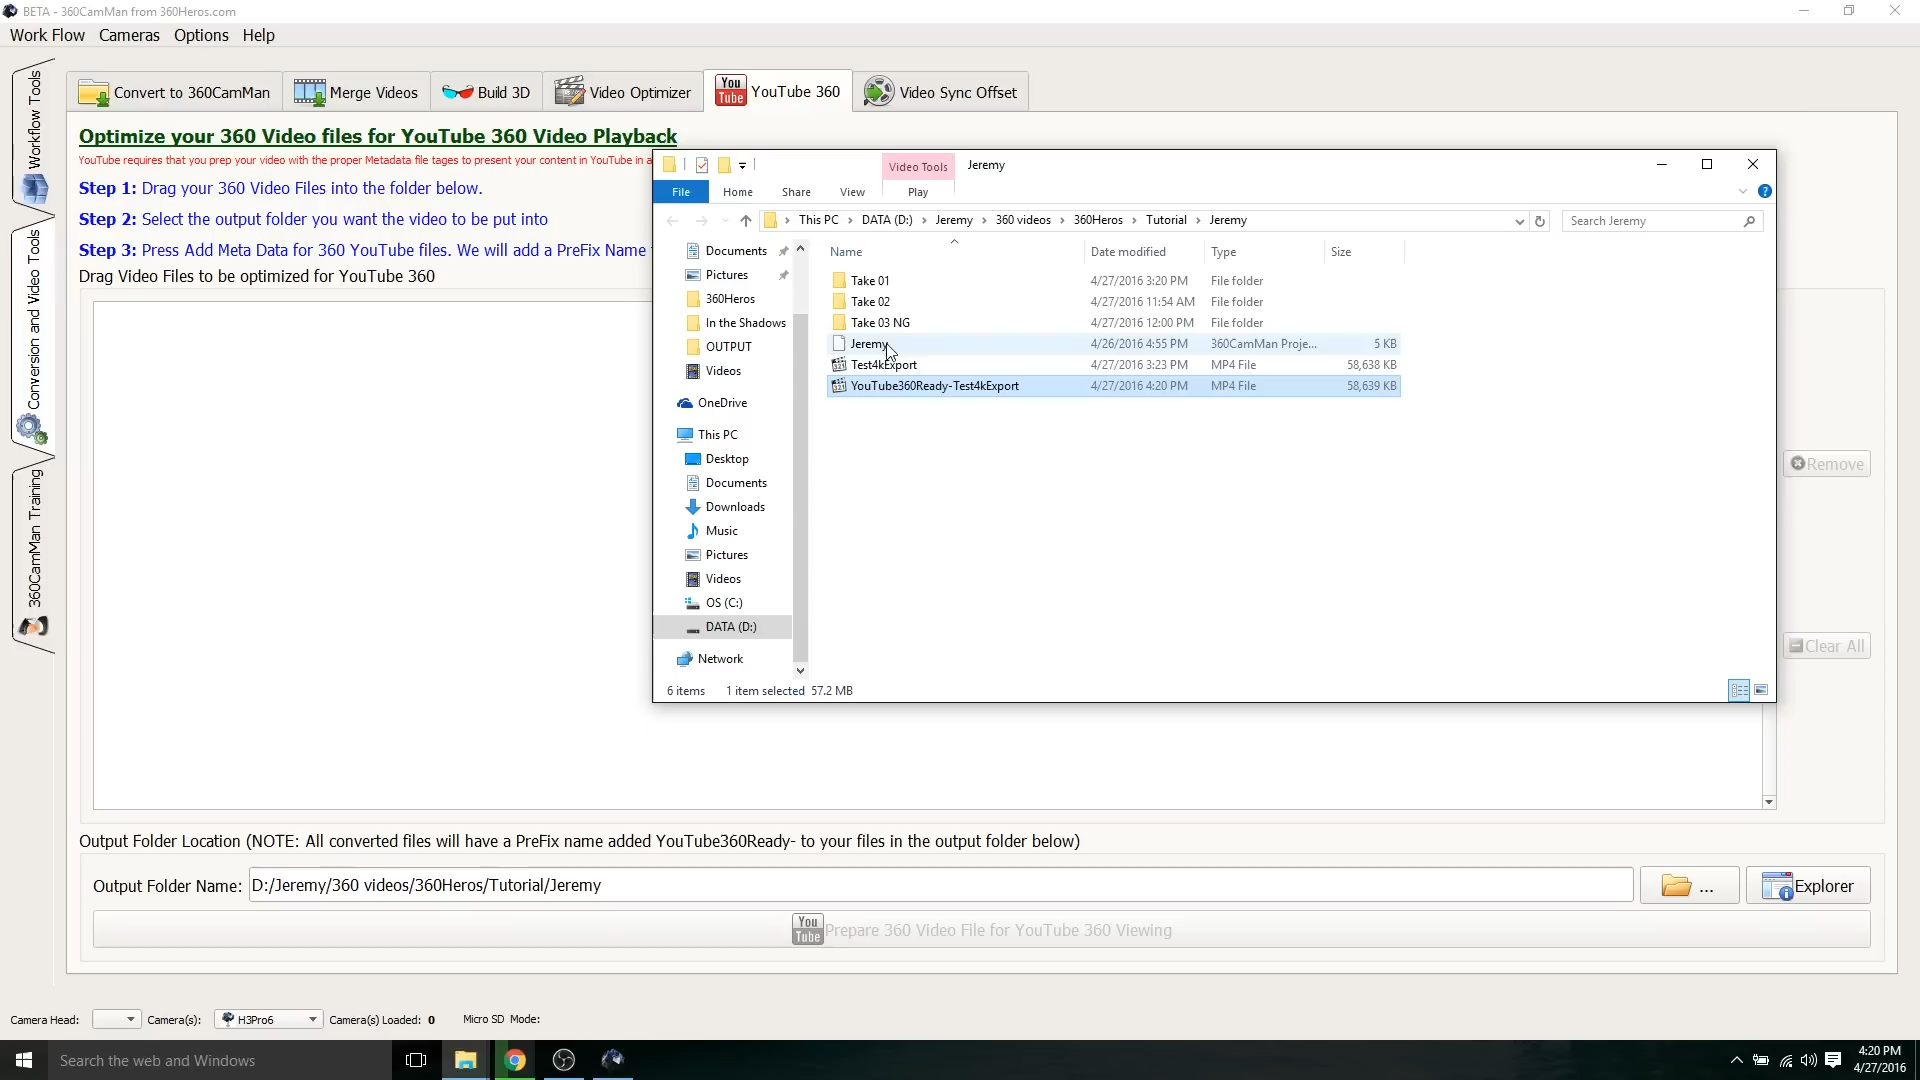 BETA - 360CamMan from 360Heros.com
Work Flow Cameras Options Help
Workflow Tools
Conversion and Video Tools
360CamMan Training
Convert to 360CamMan
Merge Videos
Build 3D
Video Optimizer
You Tube YouTube 360
Video Sync Offset
Optimize your 360 Video files for YouTube 360 Video Playback
YouTube requires that you prep your video with the proper Metadata file tages to present your content in YouTube in a
Step 1: Drag your 360 Video Files into the folder below.
Step 2: Select the output folder you want the video to be put into
Step 3: Press Add Meta Data for 360 YouTube files. We will add a PreFix Name
Drag Video Files to be optimized for YouTube 360
Video Tools Jeremy
File Home Share View Play
This PC DATA (D:) Jeremy 360 videos 360Heros Tutorial Jeremy
Search Jeremy
Documents
Pictures
360Heros
In the Shadows
OUTPUT
Videos
OneDrive
This PC
Desktop
Documents
Downloads
Music
Pictures
Videos
OS (C:)
DATA (D:)
Network
Name Date modified Type Size
Take 01 4/27/2016 3:20 PM File folder
Take 02 4/27/2016 11:54 AM File folder
Take 03 NG 4/27/2016 12:00 PM File folder
Jeremy 4/26/2016 4:55 PM 360CamMan Proje... 5 KB
Test4kExport 4/27/2016 3:23 PM MP4 File 58,638 KB
YouTube360Ready-Test4kExport 4/27/2016 4:20 PM MP4 File 58,639 KB
6 items 1 item selected 57.2 MB
Remove
Clear All
Output Folder Location (NOTE: All converted files will have a PreFix name added YouTube360Ready- to your files in the output folder below)
Output Folder Name: D:/Jeremy/360 videos/360Heros/Tutorial/Jeremy
...
Explorer
You Tube Prepare 360 Video File for YouTube 360 Viewing
Camera Head: Camera(s): H3Pro6 Camera(s) Loaded: 0 Micro SD Mode:
Search the web and Windows
4:20 PM
4/27/2016